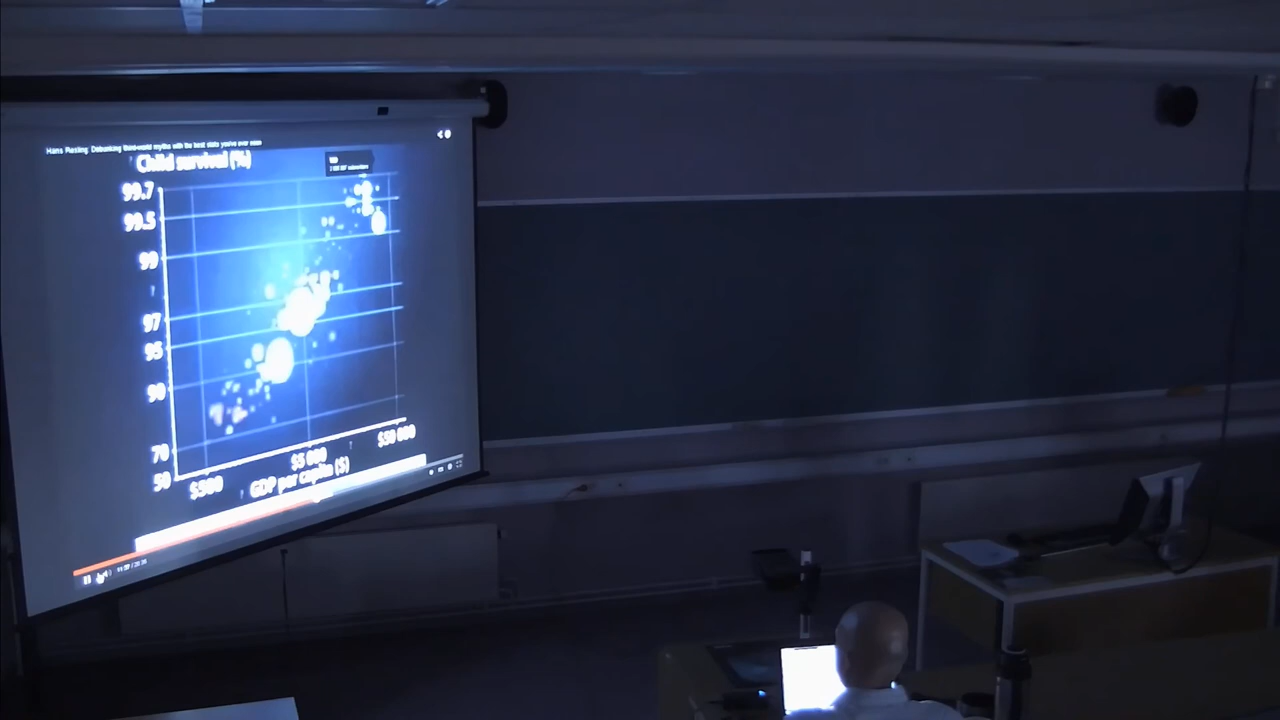 Hans Rosling: Debunking third-world myths with the best stats you've ever seen
Child survival (%)
TED
99.7
99.5
99
97
95
90
70
50
$500
$5 000
$50 000
GDP per capita ($)